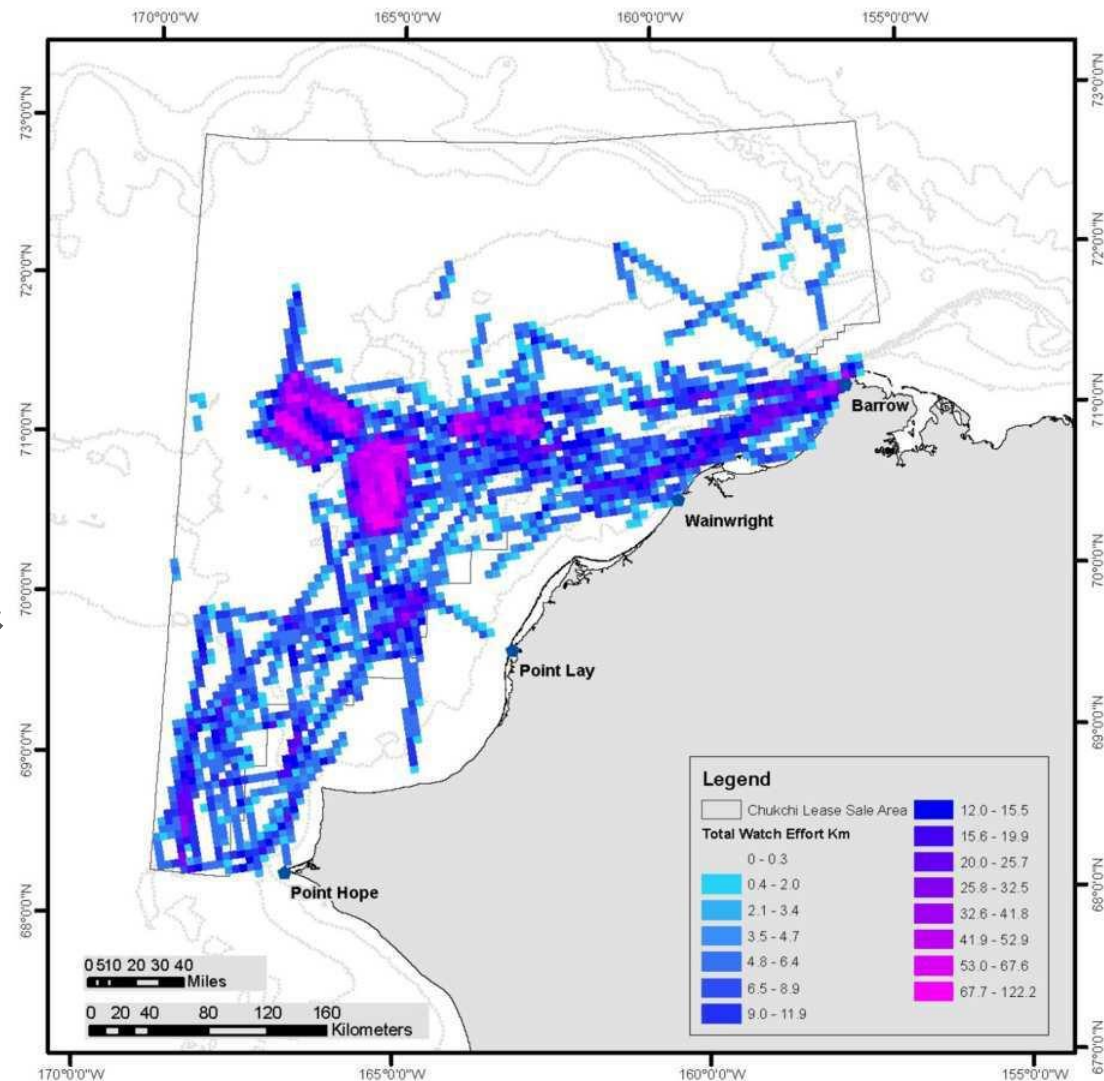 170°0'0"W 165°0'0"W 160°0'0"W 155°0'0"W
73°0'0"N
73°0'0"N
72°0'0"N
72°0'0"N
71°0'0"N
71°0'0"N
70°0'0"N
70°0'0"N
69°0'0"N
69°0'0"N
68°0'0"N
68°0'0"N
67°0'0"N
Barrow
Wainwright
Point Lay
Point Hope
Legend
Chukchi Lease Sale Area
Total Watch Effort Km
0 - 0.3
0.4 - 2.0
2.1 - 3.4
3.5 - 4.7
4.8 - 6.4
6.5 - 8.9
9.0 - 11.9
12.0 - 15.5
15.6 - 19.9
20.0 - 25.7
25.8 - 32.5
32.6 - 41.8
41.9 - 52.9
53.0 - 67.6
67.7 - 122.2
0 510 20 30 40
Miles
0 20 40 80 120 160
Kilometers
170°0'0"W 165°0'0"W 160°0'0"W 155°0'0"W